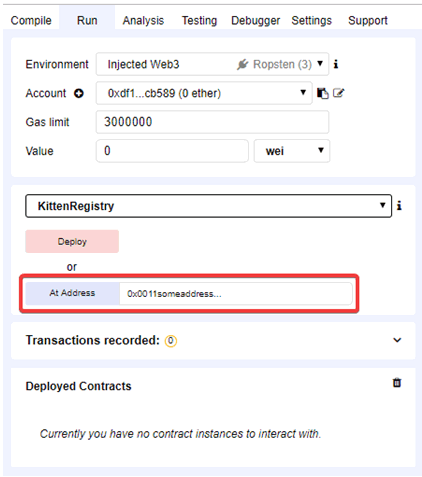 Compile Run Analysis Testing Debugger Settings Support
Environment Injected Web3 Ropsten (3) i
Account 0xdf1...cb589 (0 ether)
Gas limit 3000000
Value 0 wei
KittenRegistry i
Deploy
or
At Address 0x0011someaddress...
Transactions recorded: 0
Deployed Contracts
Currently you have no contract instances to interact with.